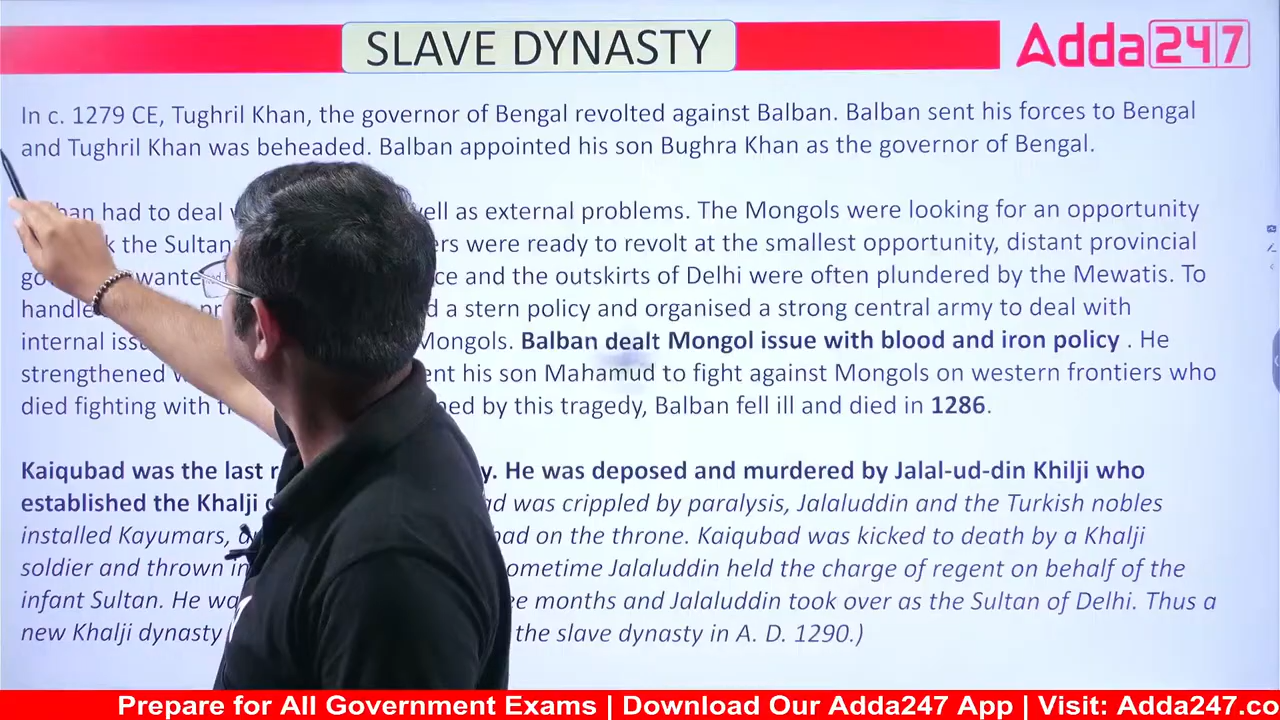 SLAVE DYNASTY
Adda247
In c. 1279 CE, Tughril Khan, the governor of Bengal revolted against Balban. Balban sent his forces to Bengal
and Tughril Khan was beheaded. Balban appointed his son Bughra Khan as the governor of Bengal.
had to deal as external problems. The Mongols were looking for an opportunity
the were ready to revolt at the smallest opportunity, distant provincial
and the outskirts of Delhi were often plundered by the Mewatis. To
handle a stern policy and organised a strong central army to deal with
internal Mongols. Balban dealt Mongol issue with blood and iron policy . He
strengthened his son Mahamud to fight against Mongols on western frontiers who
died fighting with by this tragedy, Balban fell ill and died in 1286.
Kaiqubad was the last He was deposed and murdered by Jalal-ud-din Khilji who
established the Khalji was crippled by paralysis, Jalaluddin and the Turkish nobles
installed Kayumars, on the throne. Kaiqubad was kicked to death by a Khalji
soldier and thrown Jalaluddin held the charge of regent on behalf of the
infant Sultan. He months and Jalaluddin took over as the Sultan of Delhi. Thus a
new Khalji dynasty the slave dynasty in A. D. 1290.)
Prepare for All Government Exams | Download Our Adda247 App | Visit: Adda247.co